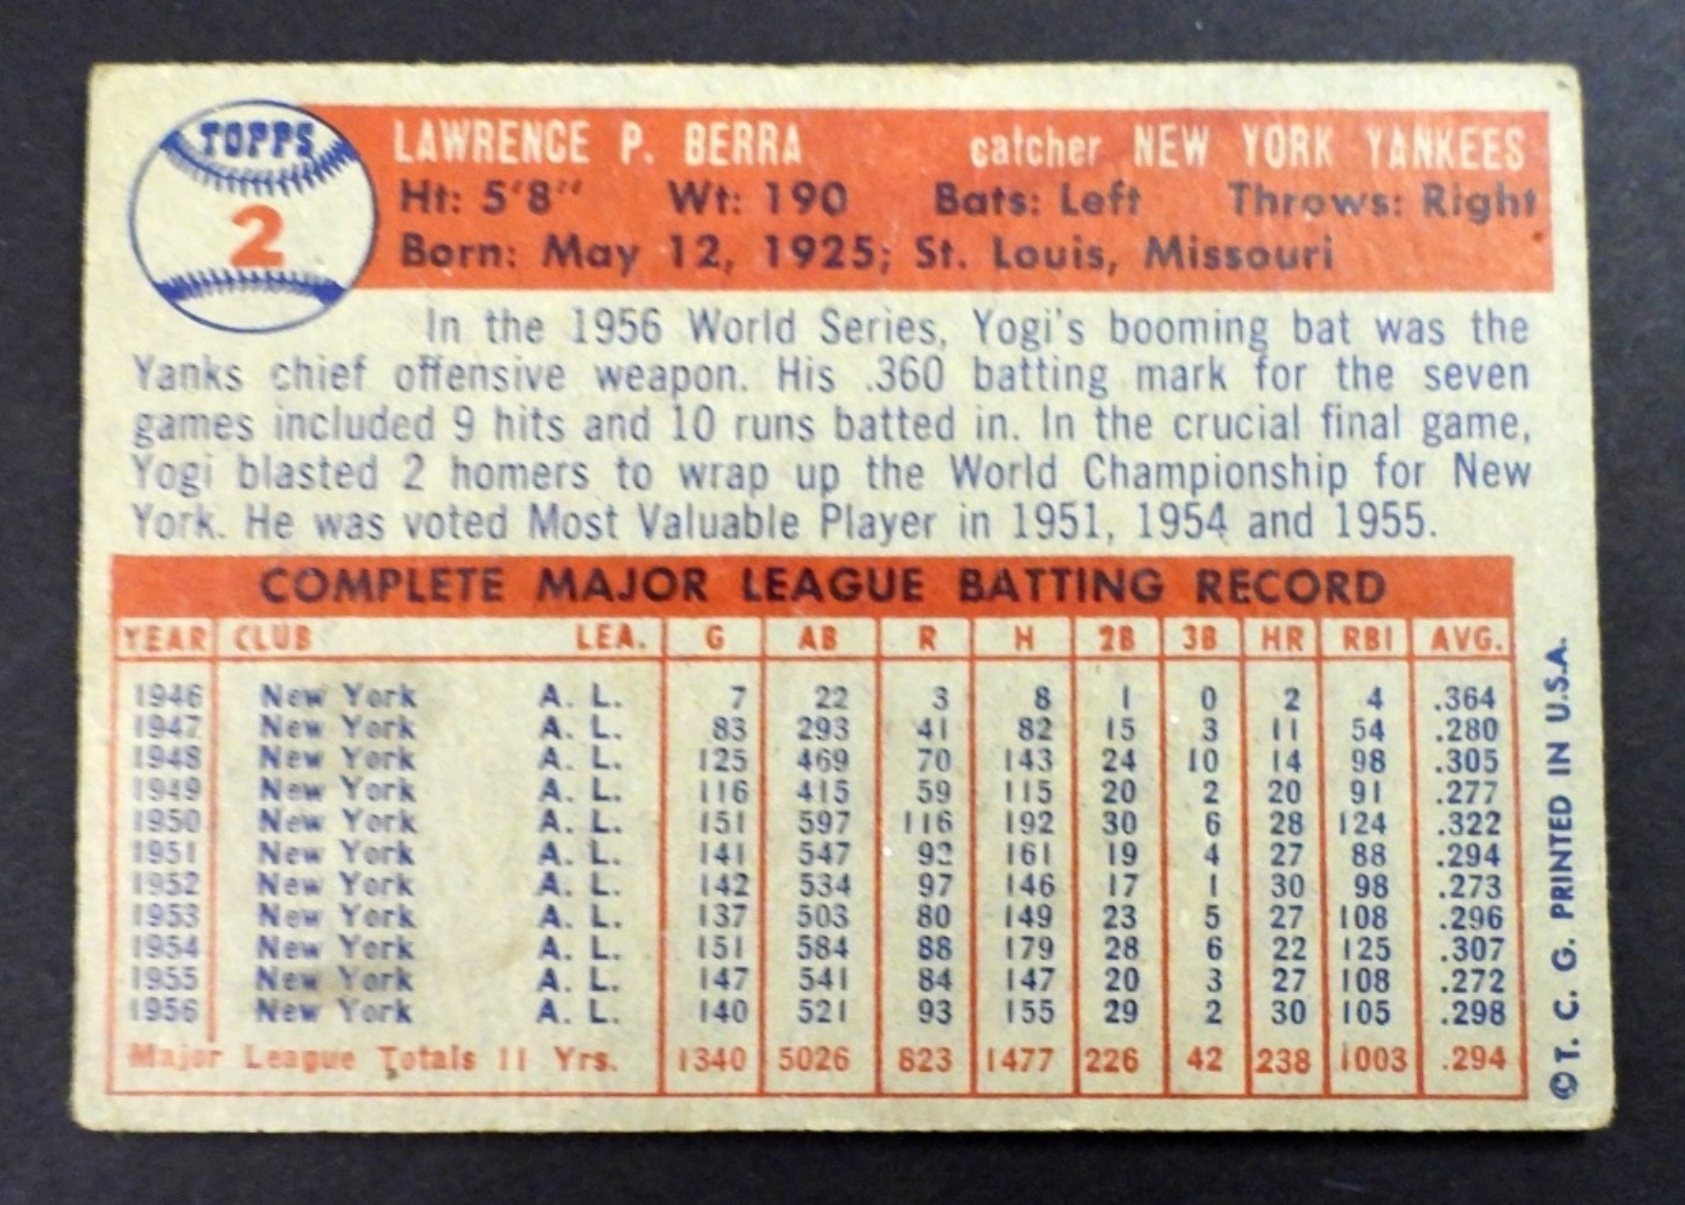 TOPPS
2
LAWRENCE P. BERRA catcher NEW YORK YANKEES
Ht: 5'8" Wt: 190 Bats: Left Throws: Right
Born: May 12, 1925; St. Louis, Missouri
In the 1956 World Series, Yogi's booming bat was the
Yanks chief offensive weapon. His .360 batting mark for the seven
games included 9 hits and 10 runs batted in. In the crucial final game,
Yogi blasted 2 homers to wrap up the World Championship for New
York. He was voted Most Valuable Player in 1951, 1954 and 1955.
COMPLETE MAJOR LEAGUE BATTING RECORD
YEAR CLUB LEA. G AB R H 2B 3B HR RBI AVG.
1946 New York A. L. 7 22 3 8 1 0 2 4 .364
1947 New York A. L. 83 293 41 82 15 3 11 54 .280
1948 New York A. L. 125 469 70 143 24 10 14 98 .305
1949 New York A. L. 116 415 59 115 20 2 20 91 .277
1950 New York A. L. 151 597 116 192 30 6 28 124 .322
1951 New York A. L. 141 547 92 161 19 4 27 88 .294
1952 New York A. L. 142 534 97 146 17 1 30 98 .273
1953 New York A. L. 137 503 80 149 23 5 27 108 .296
1954 New York A. L. 151 584 88 179 28 6 22 125 .307
1955 New York A. L. 147 541 84 147 20 3 27 108 .272
1956 New York A. L. 140 521 93 155 29 2 30 105 .298
Major League Totals 11 Yrs. 1340 5026 823 1477 226 42 238 1003 .294
© T. C. G. PRINTED IN U.S.A.